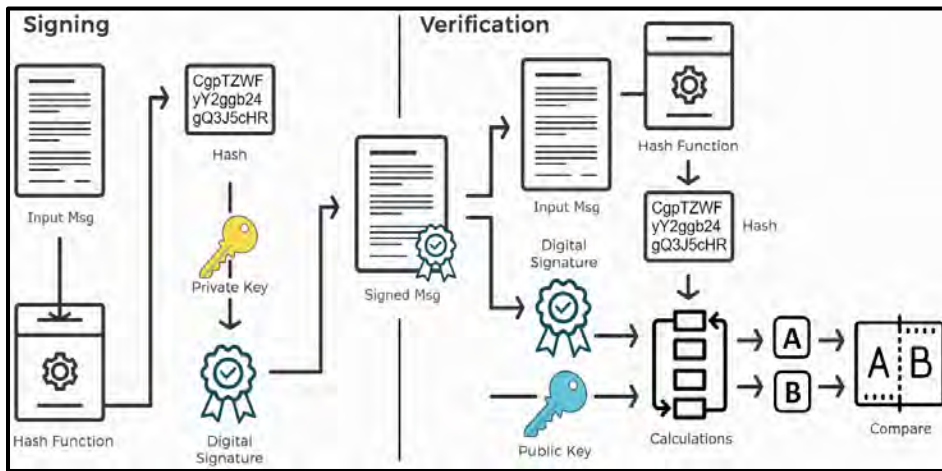 Signing
Input Msg
Hash Function
CgpTZWF
yY2ggb24
gQ3J5cHR
Hash
Private Key
Digital
Signature
Signed Msg
Verification
Input Msg
Hash Function
CgpTZWF
yY2ggb24
gQ3J5cHR
Hash
Digital
Signature
Public Key
Calculations
A
B
A B
Compare